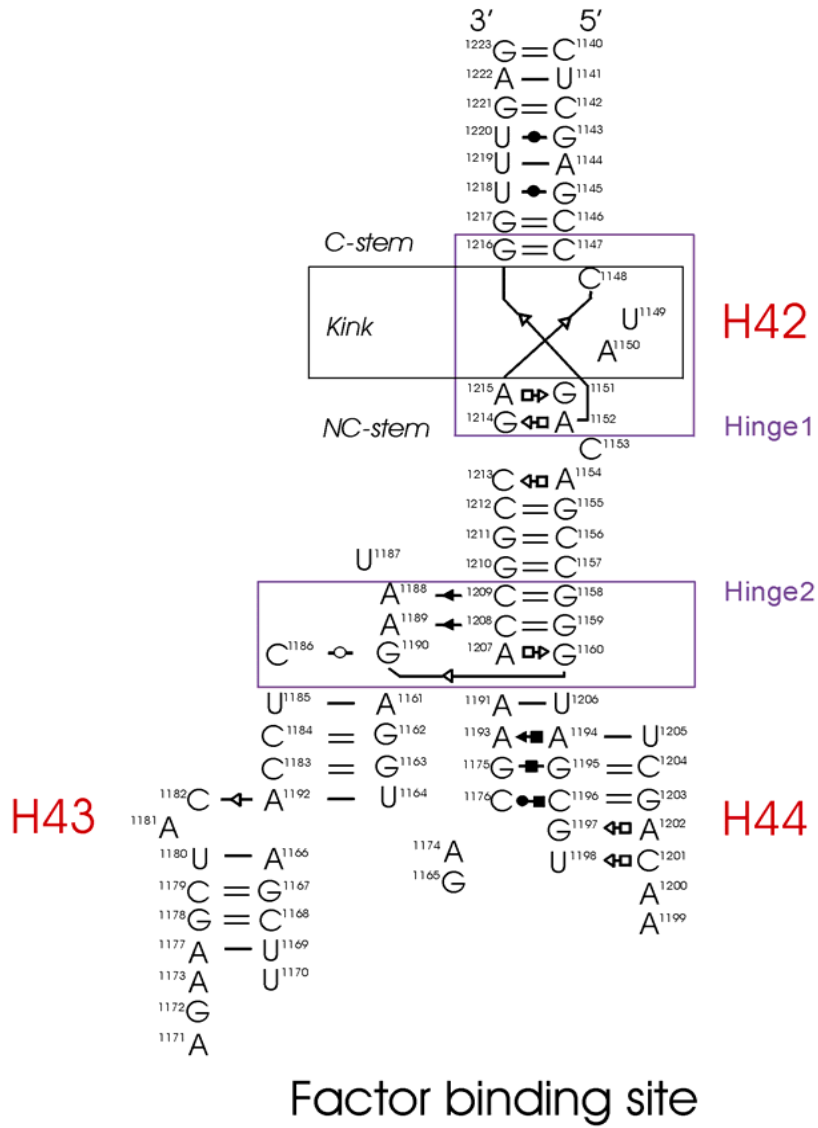 3’ 5’
1223G C1140
1222A U1141
1221G C1142
1220U G1143
1219U A1144
1218U G1145
1217G C1146
C-stem 1216G C1147
C1148
Kink U1149 H42
A1150
1215A G1151
NC-stem 1214G A1152 Hinge1
C1153
1213C A1154
1212C G1155
1211G C1156
U1187 1210G C1157
A1188 1209C G1158 Hinge2
A1189 1208C G1159
C1186 G1190 1207A G1160
U1185 A1161 1191A U1206
C1184 G1162 1193A A1194 U1205
C1183 G1163 1175G G1195 C1204
H43 1182C A1192 U1164 1176C C1196 G1203 H44
1181A G1197 A1202
1180U A1166 1174A U1198 C1201
1179C G1167 1165G A1200
1178G C1168 A1199
1177A U1169
1173A U1170
1172G
1171A
Factor binding site